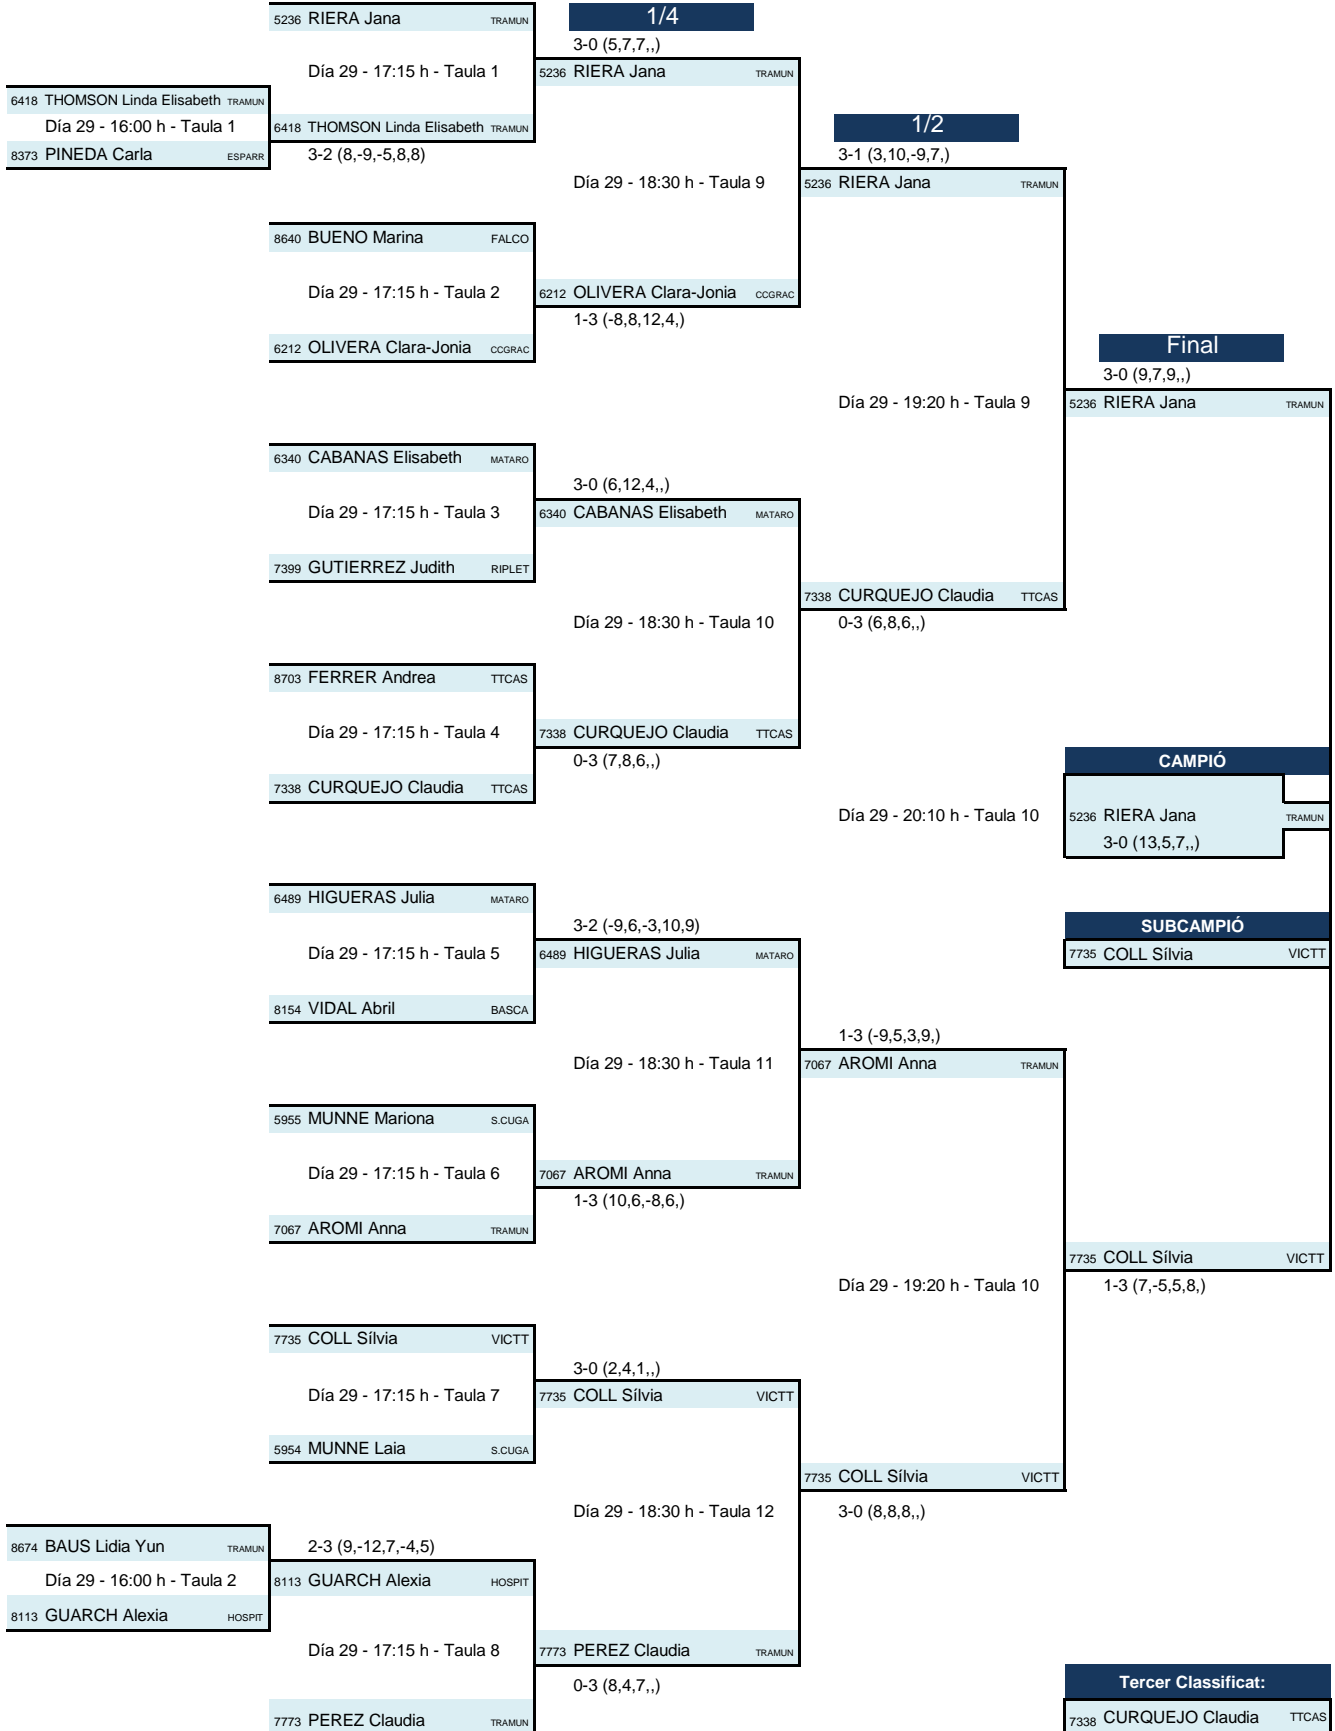 5236 RIERA Jana TRAMUN
1/4
3-0 (5,7,7,,)
Día 29 - 17:15 h - Taula 1
5236 RIERA Jana TRAMUN
6418 THOMSON Linda Elisabeth TRAMUN
Día 29 - 16:00 h - Taula 1
6418 THOMSON Linda Elisabeth TRAMUN
1/2
8373 PINEDA Carla ESPARR
3-2 (8,-9,-5,8,8)
3-1 (3,10,-9,7,)
Día 29 - 18:30 h - Taula 9
5236 RIERA Jana TRAMUN
8640 BUENO Marina FALCO
Día 29 - 17:15 h - Taula 2
6212 OLIVERA Clara-Jonia CCGRAC
1-3 (-8,8,12,4,)
6212 OLIVERA Clara-Jonia CCGRAC
Final
3-0 (9,7,9,,)
Día 29 - 19:20 h - Taula 9
5236 RIERA Jana TRAMUN
6340 CABANAS Elisabeth MATARO
3-0 (6,12,4,,)
Día 29 - 17:15 h - Taula 3
6340 CABANAS Elisabeth MATARO
7399 GUTIERREZ Judith RIPLET
7338 CURQUEJO Claudia TTCAS
Día 29 - 18:30 h - Taula 10
0-3 (6,8,6,,)
8703 FERRER Andrea TTCAS
Día 29 - 17:15 h - Taula 4
7338 CURQUEJO Claudia TTCAS
0-3 (7,8,6,,)
CAMPIÓ
7338 CURQUEJO Claudia TTCAS
Día 29 - 20:10 h - Taula 10
5236 RIERA Jana TRAMUN
3-0 (13,5,7,,)
6489 HIGUERAS Julia MATARO
3-2 (-9,6,-3,10,9)
SUBCAMPIÓ
Día 29 - 17:15 h - Taula 5
6489 HIGUERAS Julia MATARO
7735 COLL Sílvia VICTT
8154 VIDAL Abril BASCA
1-3 (-9,5,3,9,)
Día 29 - 18:30 h - Taula 11
7067 AROMI Anna TRAMUN
5955 MUNNE Mariona S.CUGA
Día 29 - 17:15 h - Taula 6
7067 AROMI Anna TRAMUN
1-3 (10,6,-8,6,)
7067 AROMI Anna TRAMUN
7735 COLL Sílvia VICTT
Día 29 - 19:20 h - Taula 10
1-3 (7,-5,5,8,)
7735 COLL Sílvia VICTT
3-0 (2,4,1,,)
Día 29 - 17:15 h - Taula 7
7735 COLL Sílvia VICTT
5954 MUNNE Laia S.CUGA
7735 COLL Sílvia VICTT
Día 29 - 18:30 h - Taula 12
3-0 (8,8,8,,)
8674 BAUS Lidia Yun TRAMUN
2-3 (9,-12,7,-4,5)
Día 29 - 16:00 h - Taula 2
8113 GUARCH Alexia HOSPIT
8113 GUARCH Alexia HOSPIT
Día 29 - 17:15 h - Taula 8
7773 PEREZ Claudia TRAMUN
0-3 (8,4,7,,)
Tercer Classificat:
7773 PEREZ Claudia TRAMUN
7338 CURQUEJO Claudia TTCAS